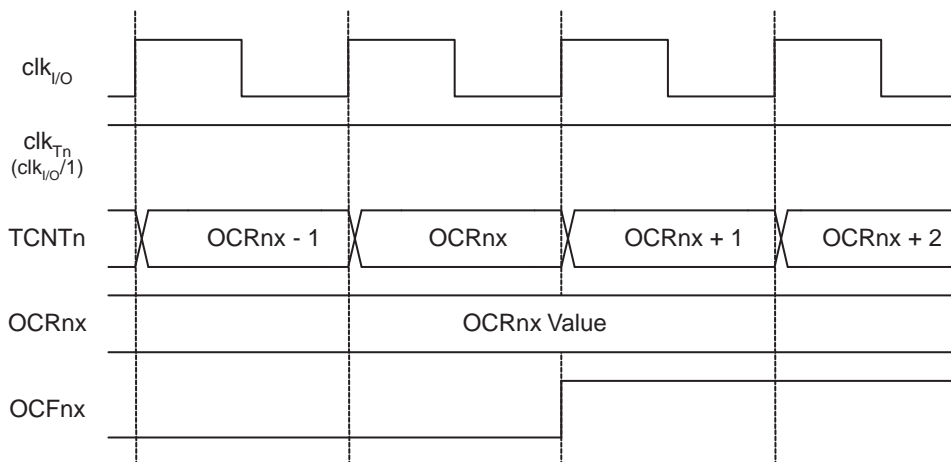 clkI/O
clkTn
(clkI/O/1)
TCNTn OCRnx - 1 OCRnx OCRnx + 1 OCRnx + 2
OCRnx OCRnx Value
OCFnx